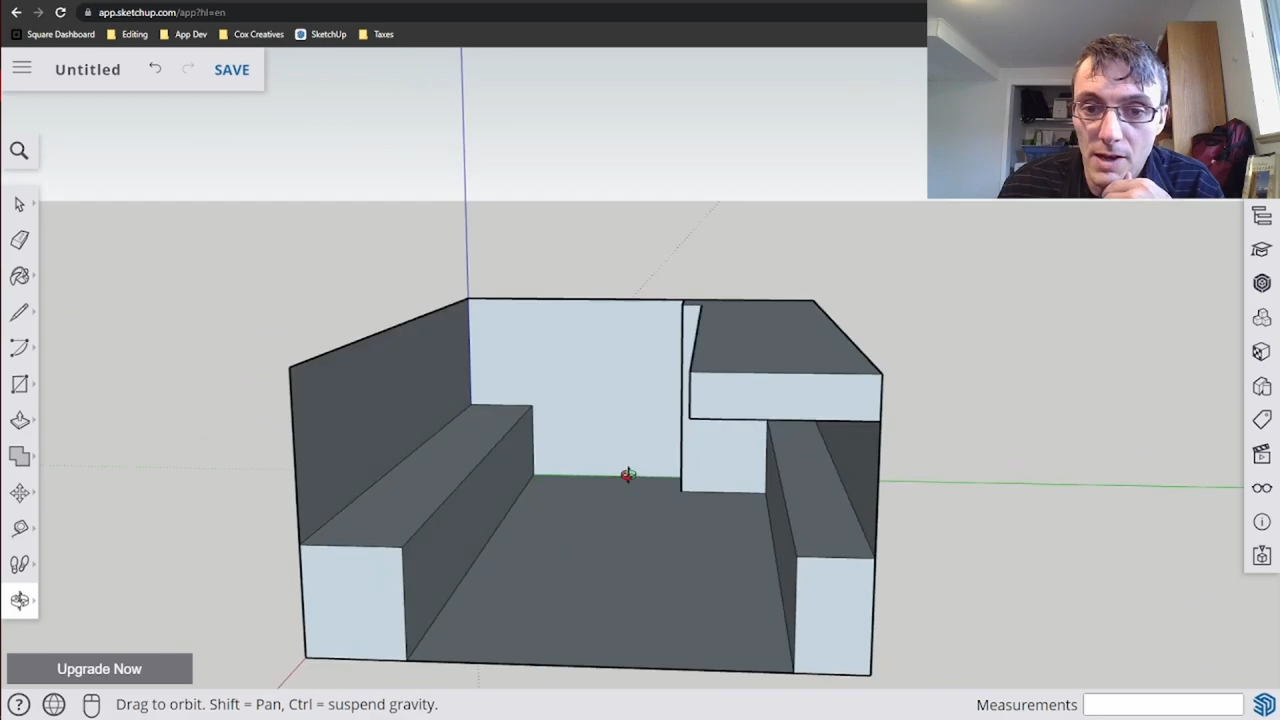 app.sketchup.com/app?hl=en
Square Dashboard Editing App Dev Cox Creatives SketchUp Taxes
Untitled SAVE
Upgrade Now
? Drag to orbit. Shift = Pan, Ctrl = suspend gravity. Measurements